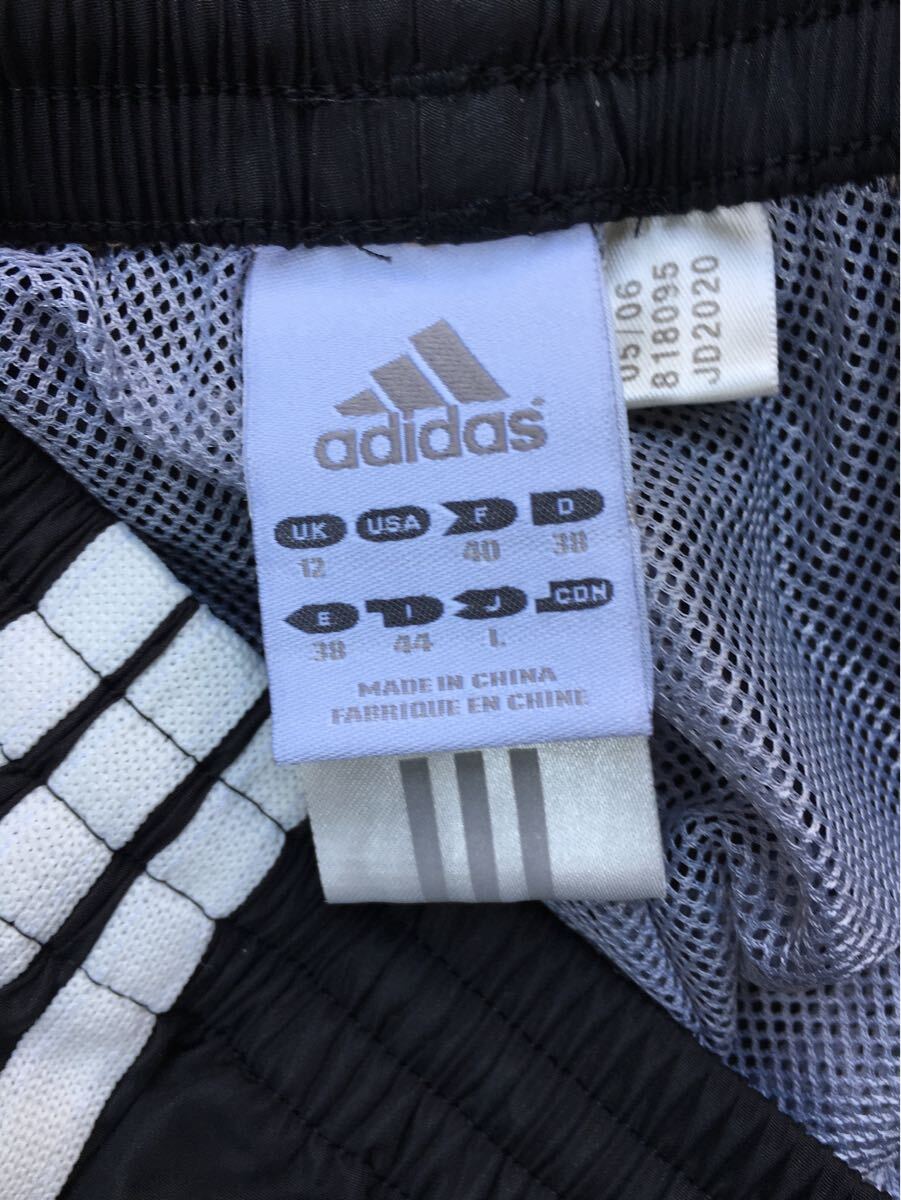 adidas
UK USA F D
12 40 38
E I J CDN
38 44 L
MADE IN CHINA
FABRIQUE EN CHINE
05/06
818095
JD2020